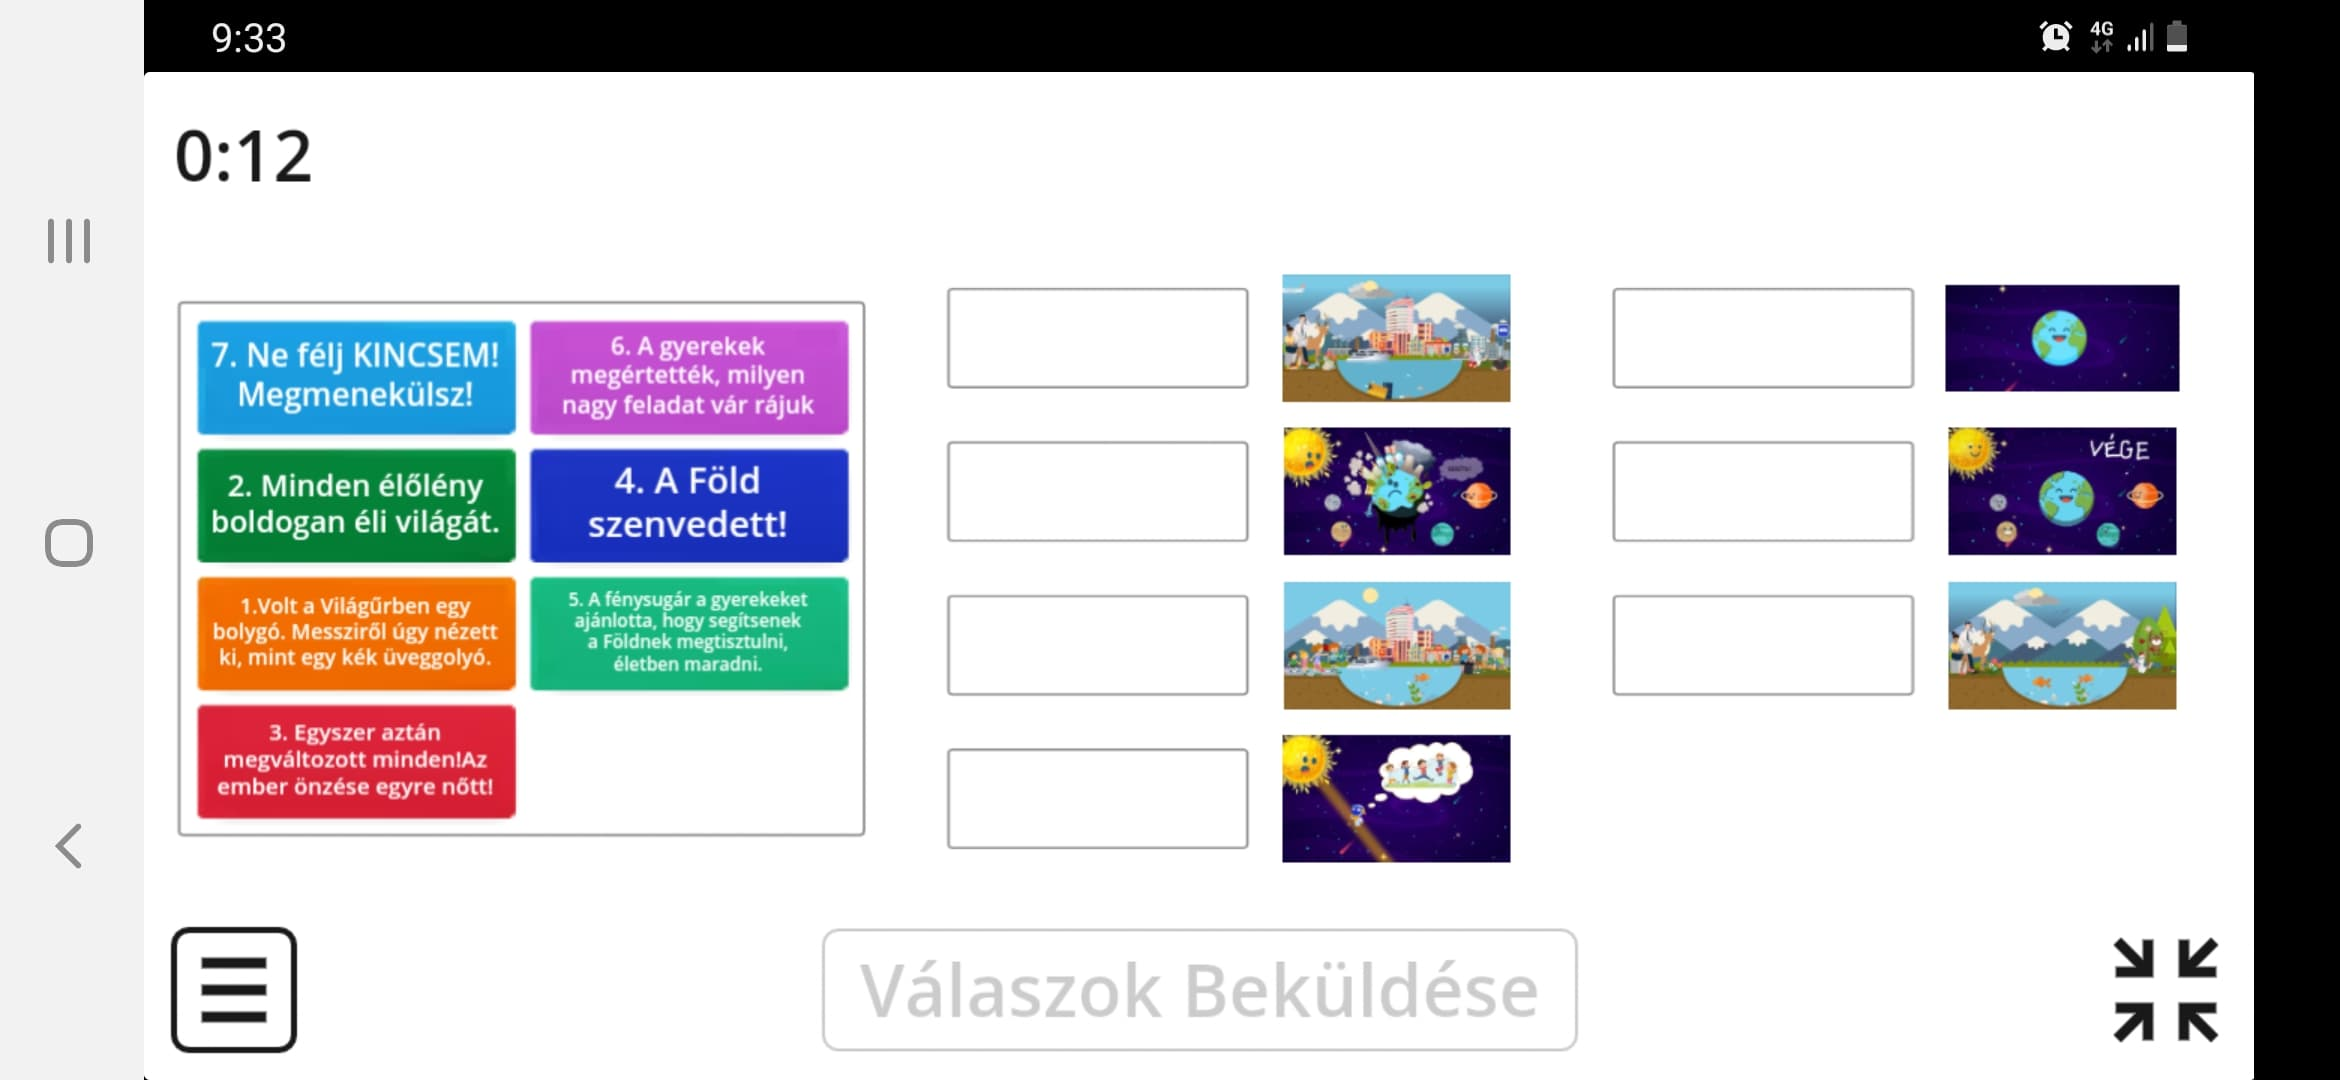 9:33
4G
0:12
7. Ne félj KINCSEM!
Megmenekülsz!
6. A gyerekek
megértették, milyen
nagy feladat vár rájuk
2. Minden élőlény
boldogan éli világát.
4. A Föld
szenvedett!
1.Volt a Világűrben egy
bolygó. Messziről úgy nézett
ki, mint egy kék üveggolyó.
5. A fénysugár a gyerekeket
ajánlotta, hogy segítsenek
a Földnek megtisztulni,
életben maradni.
3. Egyszer aztán
megváltozott minden!Az
ember önzése egyre nőtt!
VÉGE
Válaszok Beküldése